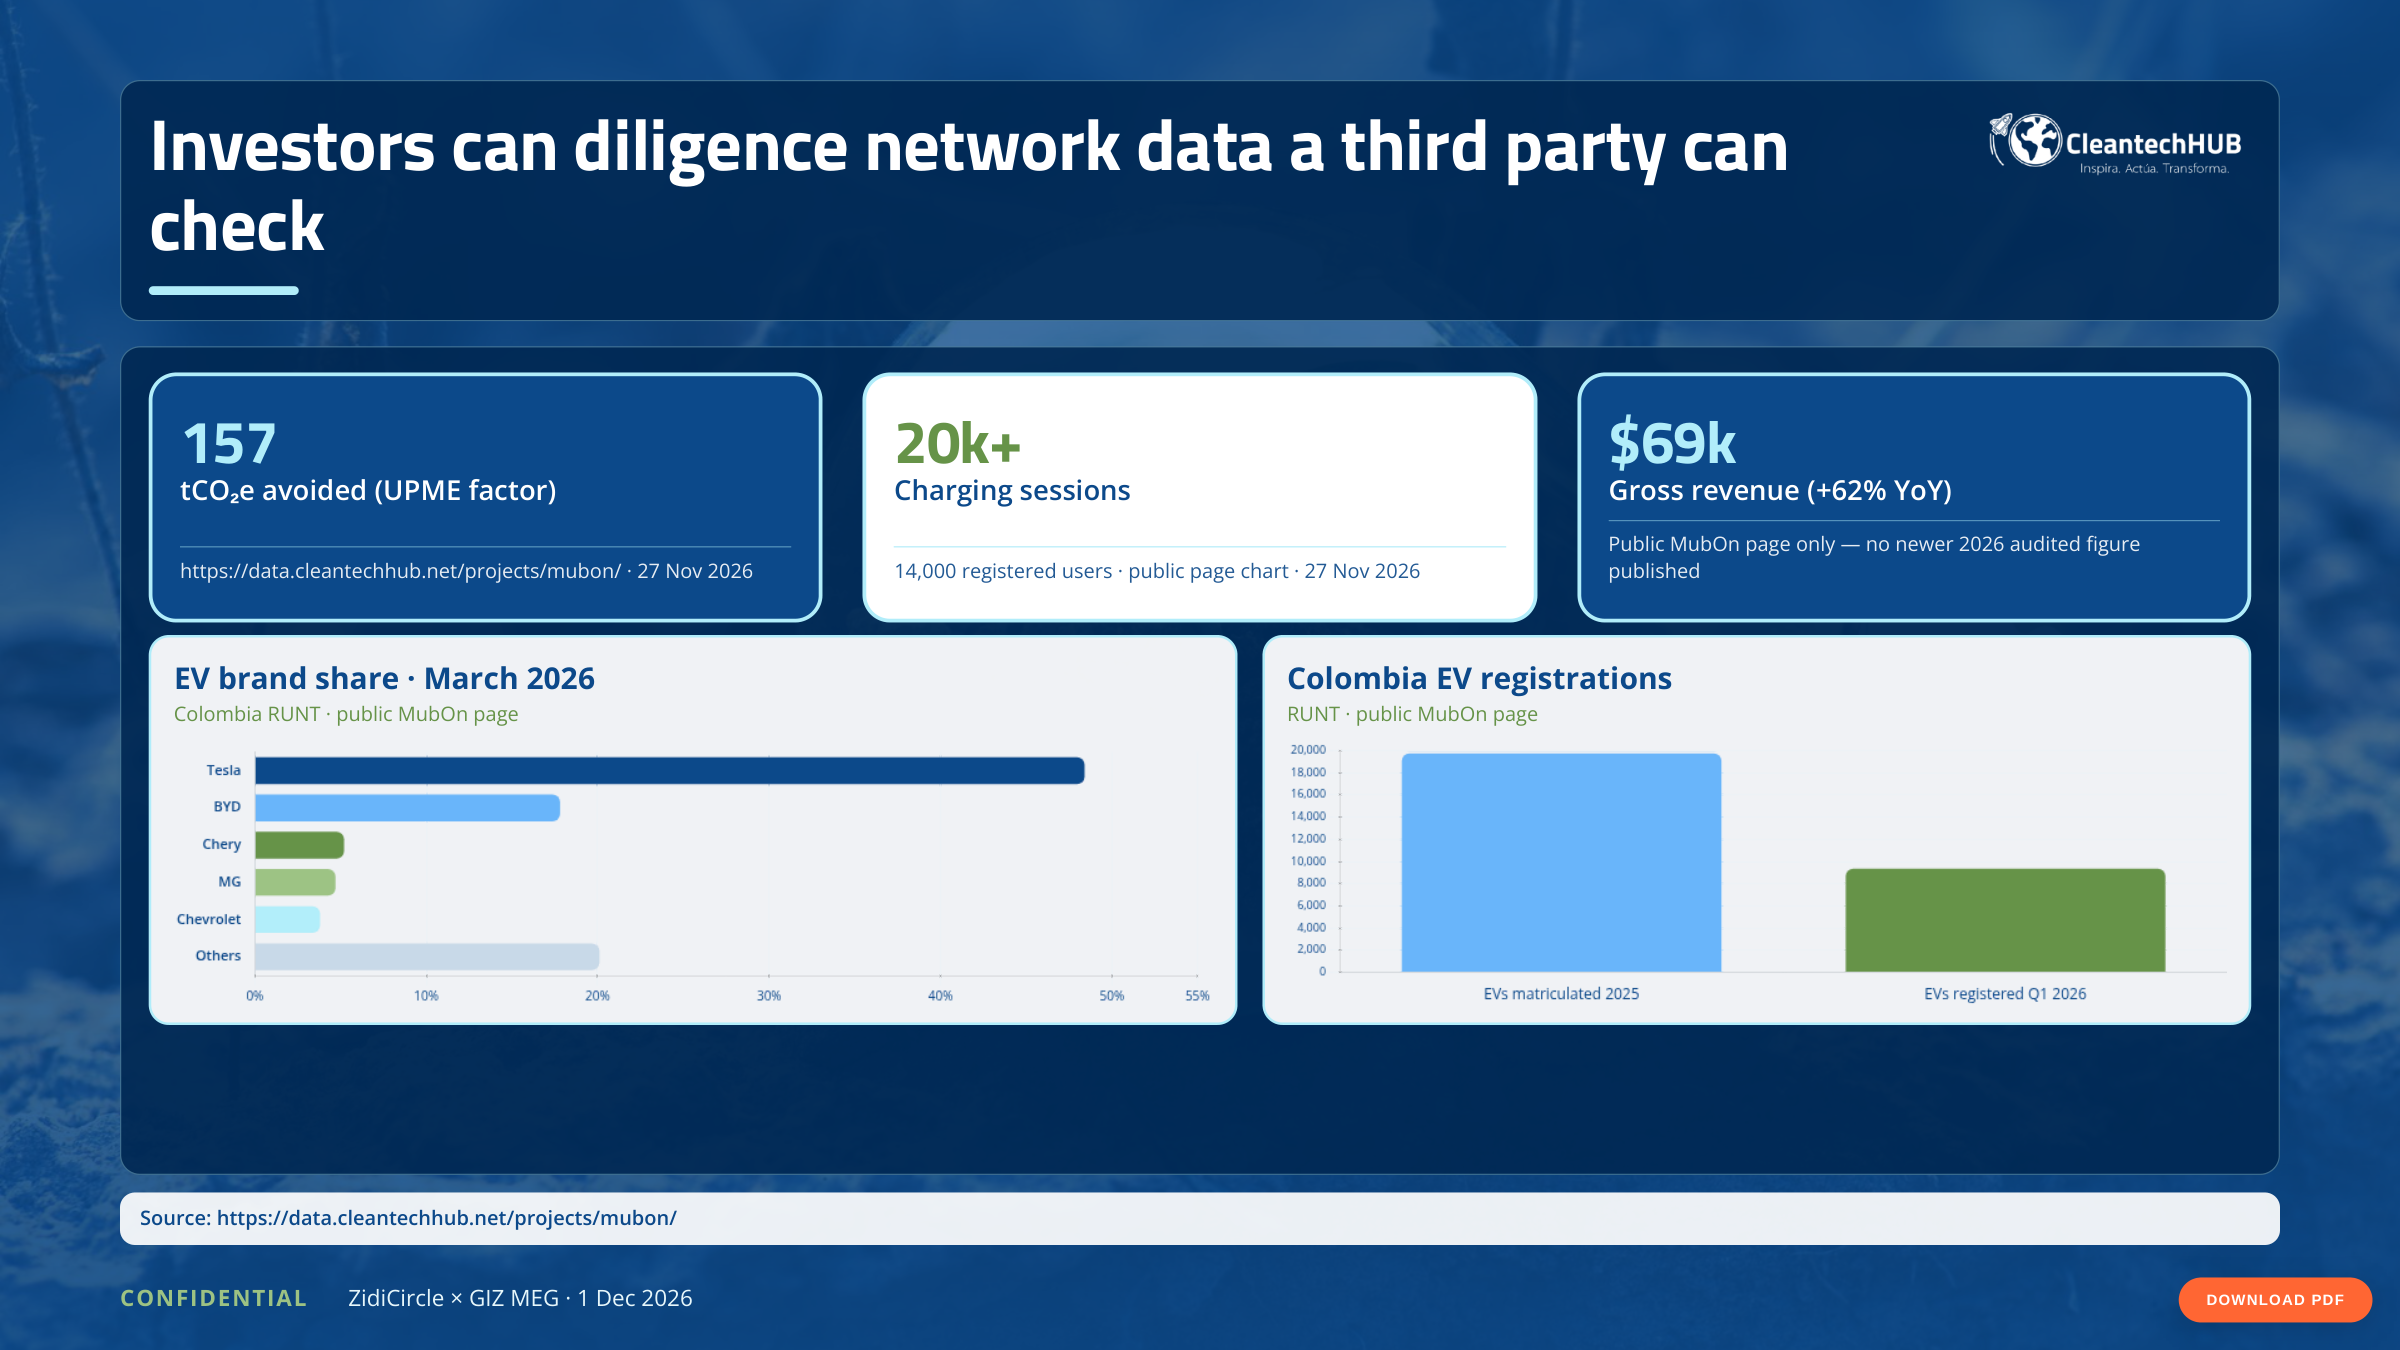 Investors can diligence network data a third party can
check
CleantechHUB
Inspira. Actúa. Transforma.
157
tCO₂e avoided (UPME factor)
https://data.cleantechhub.net/projects/mubon/ · 27 Nov 2026
20k+
Charging sessions
14,000 registered users · public page chart · 27 Nov 2026
$69k
Gross revenue (+62% YoY)
Public MubOn page only — no newer 2026 audited figure
published
EV brand share · March 2026
Colombia RUNT · public MubOn page
Tesla
BYD
Chery
MG
Chevrolet
Others
0% 10% 20% 30% 40% 50% 55%
Colombia EV registrations
RUNT · public MubOn page
20,000
18,000
16,000
14,000
12,000
10,000
8,000
6,000
4,000
2,000
0
EVs matriculated 2025 EVs registered Q1 2026
Source: https://data.cleantechhub.net/projects/mubon/
CONFIDENTIAL ZidiCircle × GIZ MEG · 1 Dec 2026
DOWNLOAD PDF